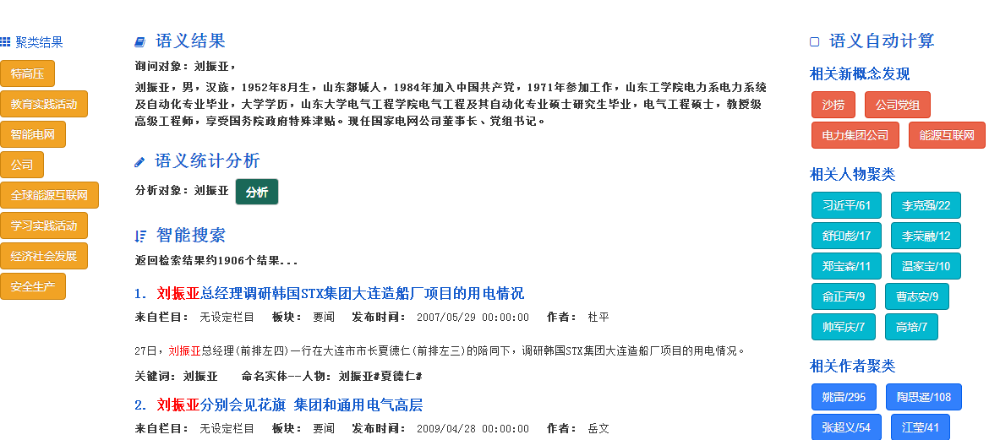 聚类结果
特高压
教育实践活动
智能电网
公司
全球能源互联网
学习实践活动
经济社会发展
安全生产
语义结果
询问对象：刘振亚，
刘振亚，男，汉族，1952年8月生，山东鄄城人，1984年加入中国共产党，1971年参加工作，山东工学院电力系电力系统
及自动化专业毕业，大学学历，山东大学电气工程学院电气工程及其自动化专业硕士研究生毕业，电气工程硕士，教授级
高级工程师，享受国务院政府特殊津贴。现任国家电网公司董事长、党组书记。
语义统计分析
分析对象：刘振亚 分析
智能搜索
返回检索结果约1906个结果...
1. 刘振亚总经理调研韩国STX集团大连造船厂项目的用电情况
来自栏目： 无设定栏目 板块： 要闻 发布时间： 2007/05/29 00:00:00 作者： 杜平
27日，刘振亚总经理(前排左四)一行在大连市市长夏德仁(前排左三)的陪同下，调研韩国STX集团大连造船厂项目的用电情况。
关键词：刘振亚 命名实体--人物：刘振亚#夏德仁#
2. 刘振亚分别会见花旗 集团和通用电气高层
来自栏目： 无设定栏目 板块： 要闻 发布时间： 2009/04/28 00:00:00 作者： 岳文
语义自动计算
相关新概念发现
沙捞 公司党组
电力集团公司 能源互联网
相关人物聚类
习近平/61 李克强/22
舒印彪/17 李荣融/12
郑宝森/11 温家宝/10
俞正声/9 曹志安/9
帅军庆/7 高培/7
相关作者聚类
姚雷/295 陶思遥/108
张超义/54 江莹/41